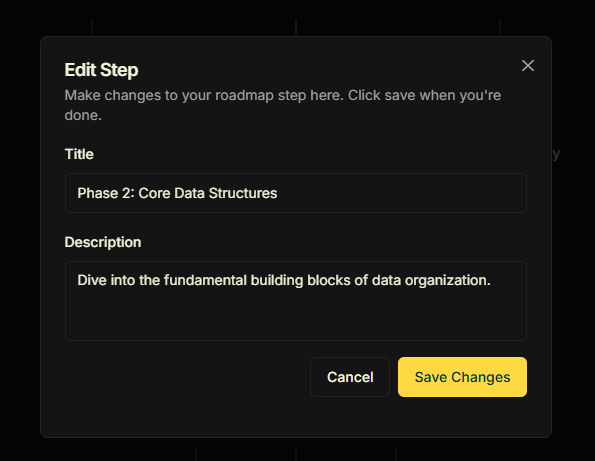 Edit Step
Make changes to your roadmap step here. Click save when you're
done.
Title
y
Phase 2: Core Data Structures
Description
Dive into the fundamental building blocks of data organization.
Cancel
Save Changes